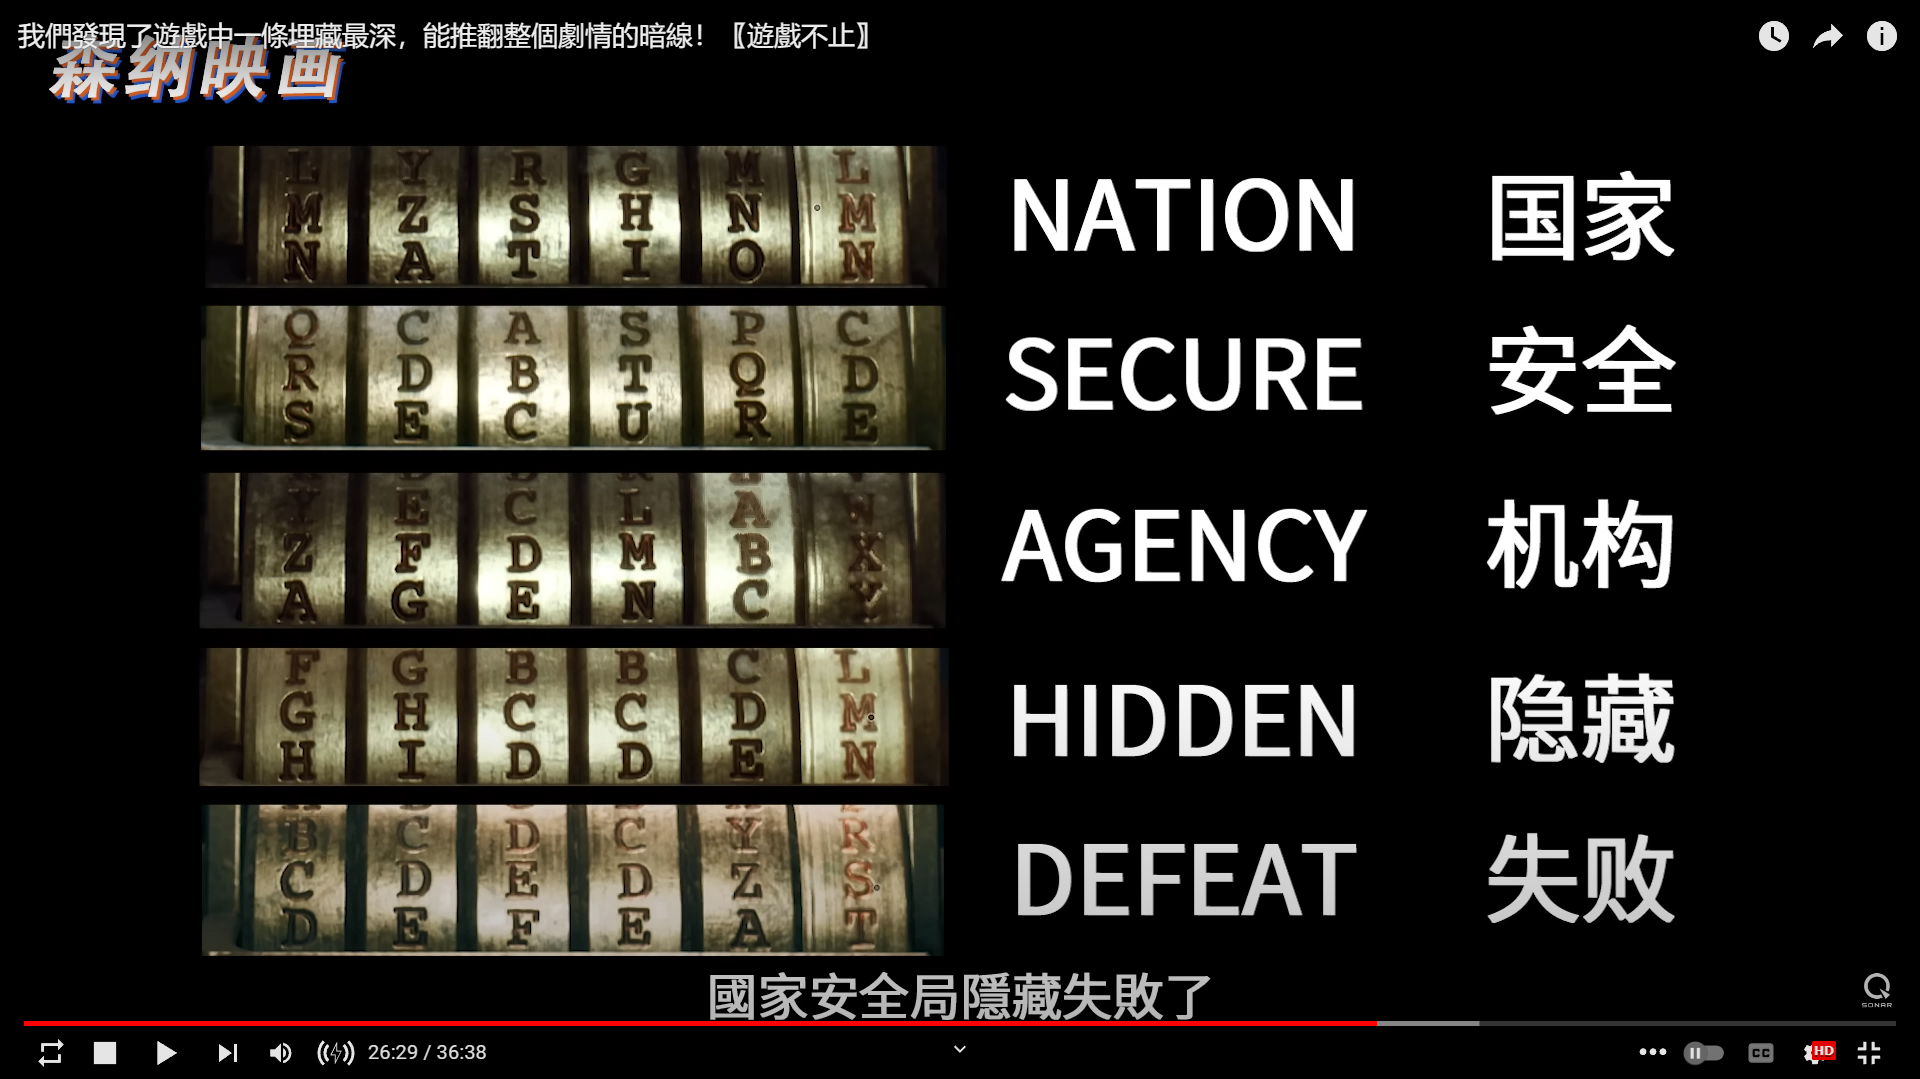 我們發現了遊戲中一條埋藏最深，能推翻整個劇情的暗線！〖遊戲不止〗
森纳映画
L Y R G M L
M Z S H N M
N A T I O N
NATION 国家
Q C A S P C
R D B T Q D
S E C U R E
SECURE 安全
Y E C L A W
Z F D M B X
A G E N C Y
AGENCY 机构
F G B B C L
G H C C D M
H I D D E N
HIDDEN 隐藏
B C D C Y R
C D E D Z S
D E F E A T
DEFEAT 失败
國家安全局隱藏失敗了
SONAR
26:29 / 36:38
CC
HD